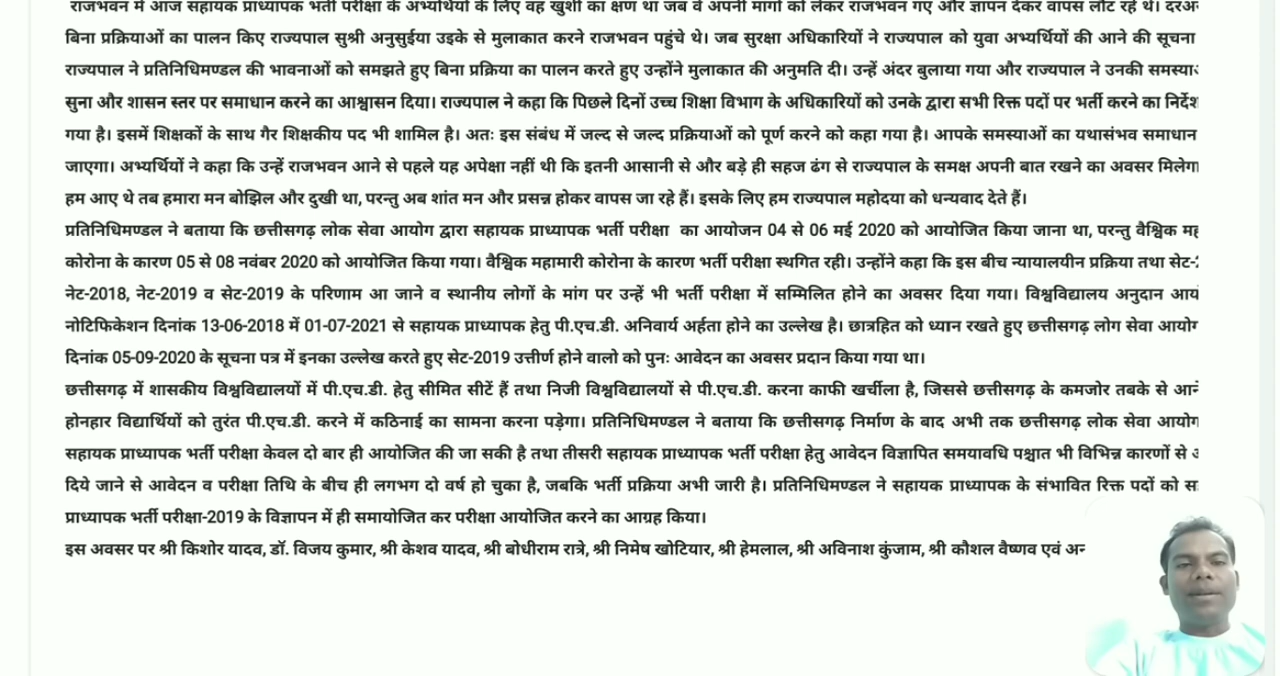 राजभवन में आज सहायक प्राध्यापक भर्ती परीक्षा के अभ्यर्थियों के लिए वह खुशी का क्षण था जब वे अपनी मांगों को लेकर राजभवन गए और ज्ञापन देकर वापस लौट रहे थे।
बिना प्रक्रियाओं का पालन किए राज्यपाल सुश्री अनुसुईया उइके से मुलाकात करने राजभवन पहुंचे थे। जब सुरक्षा अधिकारियों ने राज्यपाल को युवा अभ्यर्थियों की आने की सूचना
राज्यपाल ने प्रतिनिधिमण्डल की भावनाओं को समझते हुए बिना प्रक्रिया का पालन करते हुए उन्होंने मुलाकात की अनुमति दी। उन्हें अंदर बुलाया गया और राज्यपाल ने उनकी
सुना और शासन स्तर पर समाधान करने का आश्वासन दिया। राज्यपाल ने कहा कि पिछले दिनों उच्च शिक्षा विभाग के अधिकारियों को उनके द्वारा सभी रिक्त पदों पर भर्ती करने का
गया है। इसमें शिक्षकों के साथ गैर शिक्षकीय पद भी शामिल है। अतः इस संबंध में जल्द से जल्द प्रक्रियाओं को पूर्ण करने को कहा गया है। आपके समस्याओं का यथासंभव समाधान
जाएगा। अभ्यर्थियों ने कहा कि उन्हें राजभवन आने से पहले यह अपेक्षा नहीं थी कि इतनी आसानी से और बड़े ही सहज ढंग से राज्यपाल के समक्ष अपनी बात रखने का अवसर
हम आए थे तब हमारा मन बोझिल और दुखी था, परन्तु अब शांत मन और प्रसन्न होकर वापस जा रहे हैं। इसके लिए हम राज्यपाल महोदया को धन्यवाद देते हैं।
प्रतिनिधिमण्डल ने बताया कि छत्तीसगढ़ लोक सेवा आयोग द्वारा सहायक प्राध्यापक भर्ती परीक्षा का आयोजन 04 से 06 मई 2020 को आयोजित किया जाना था, परन्तु वैश्विक
कोरोना के कारण 05 से 08 नवंबर 2020 को आयोजित किया गया। वैश्विक महामारी कोरोना के कारण भर्ती परीक्षा स्थगित रही। उन्होंने कहा कि इस बीच न्यायालयीन प्रक्रिया तथा
नेट-2018, नेट-2019 व सेट-2019 के परिणाम आ जाने व स्थानीय लोगों के मांग पर उन्हें भी भर्ती परीक्षा में सम्मिलित होने का अवसर दिया गया। विश्वविद्यालय अनुदान
नोटिफिकेशन दिनांक 13-06-2018 में 01-07-2021 से सहायक प्राध्यापक हेतु पी.एच.डी. अनिवार्य अर्हता होने का उल्लेख है। छात्रहित को ध्यान रखते हुए छत्तीसगढ़ लोग सेवा आयोग
दिनांक 05-09-2020 के सूचना पत्र में इनका उल्लेख करते हुए सेट-2019 उत्तीर्ण होने वालो को पुनः आवेदन का अवसर प्रदान किया गया था।
छत्तीसगढ़ में शासकीय विश्वविद्यालयों में पी.एच.डी. हेतु सीमित सीटें हैं तथा निजी विश्वविद्यालयों से पी.एच.डी. करना काफी खर्चीला है, जिससे छत्तीसगढ़ के कमजोर तबके से
होनहार विद्यार्थियों को तुरंत पी.एच.डी. करने में कठिनाई का सामना करना पड़ेगा। प्रतिनिधिमण्डल ने बताया कि छत्तीसगढ़ निर्माण के बाद अभी तक छत्तीसगढ़ लोक सेवा आयोग
सहायक प्राध्यापक भर्ती परीक्षा केवल दो बार ही आयोजित की जा सकी है तथा तीसरी सहायक प्राध्यापक भर्ती परीक्षा हेतु आवेदन विज्ञापित समयावधि पश्चात भी विभिन्न कारणों से
दिये जाने से आवेदन व परीक्षा तिथि के बीच ही लगभग दो वर्ष हो चुका है, जबकि भर्ती प्रक्रिया अभी जारी है। प्रतिनिधिमण्डल ने सहायक प्राध्यापक के संभावित रिक्त पदों को
प्राध्यापक भर्ती परीक्षा-2019 के विज्ञापन में ही समायोजित कर परीक्षा आयोजित करने का आग्रह किया।
इस अवसर पर श्री किशोर यादव, डॉ. विजय कुमार, श्री केशव यादव, श्री बोधीराम रात्रे, श्री निमेष खोटियार, श्री हेमलाल, श्री अविनाश कुंजाम, श्री कौशल वैष्णव एवं